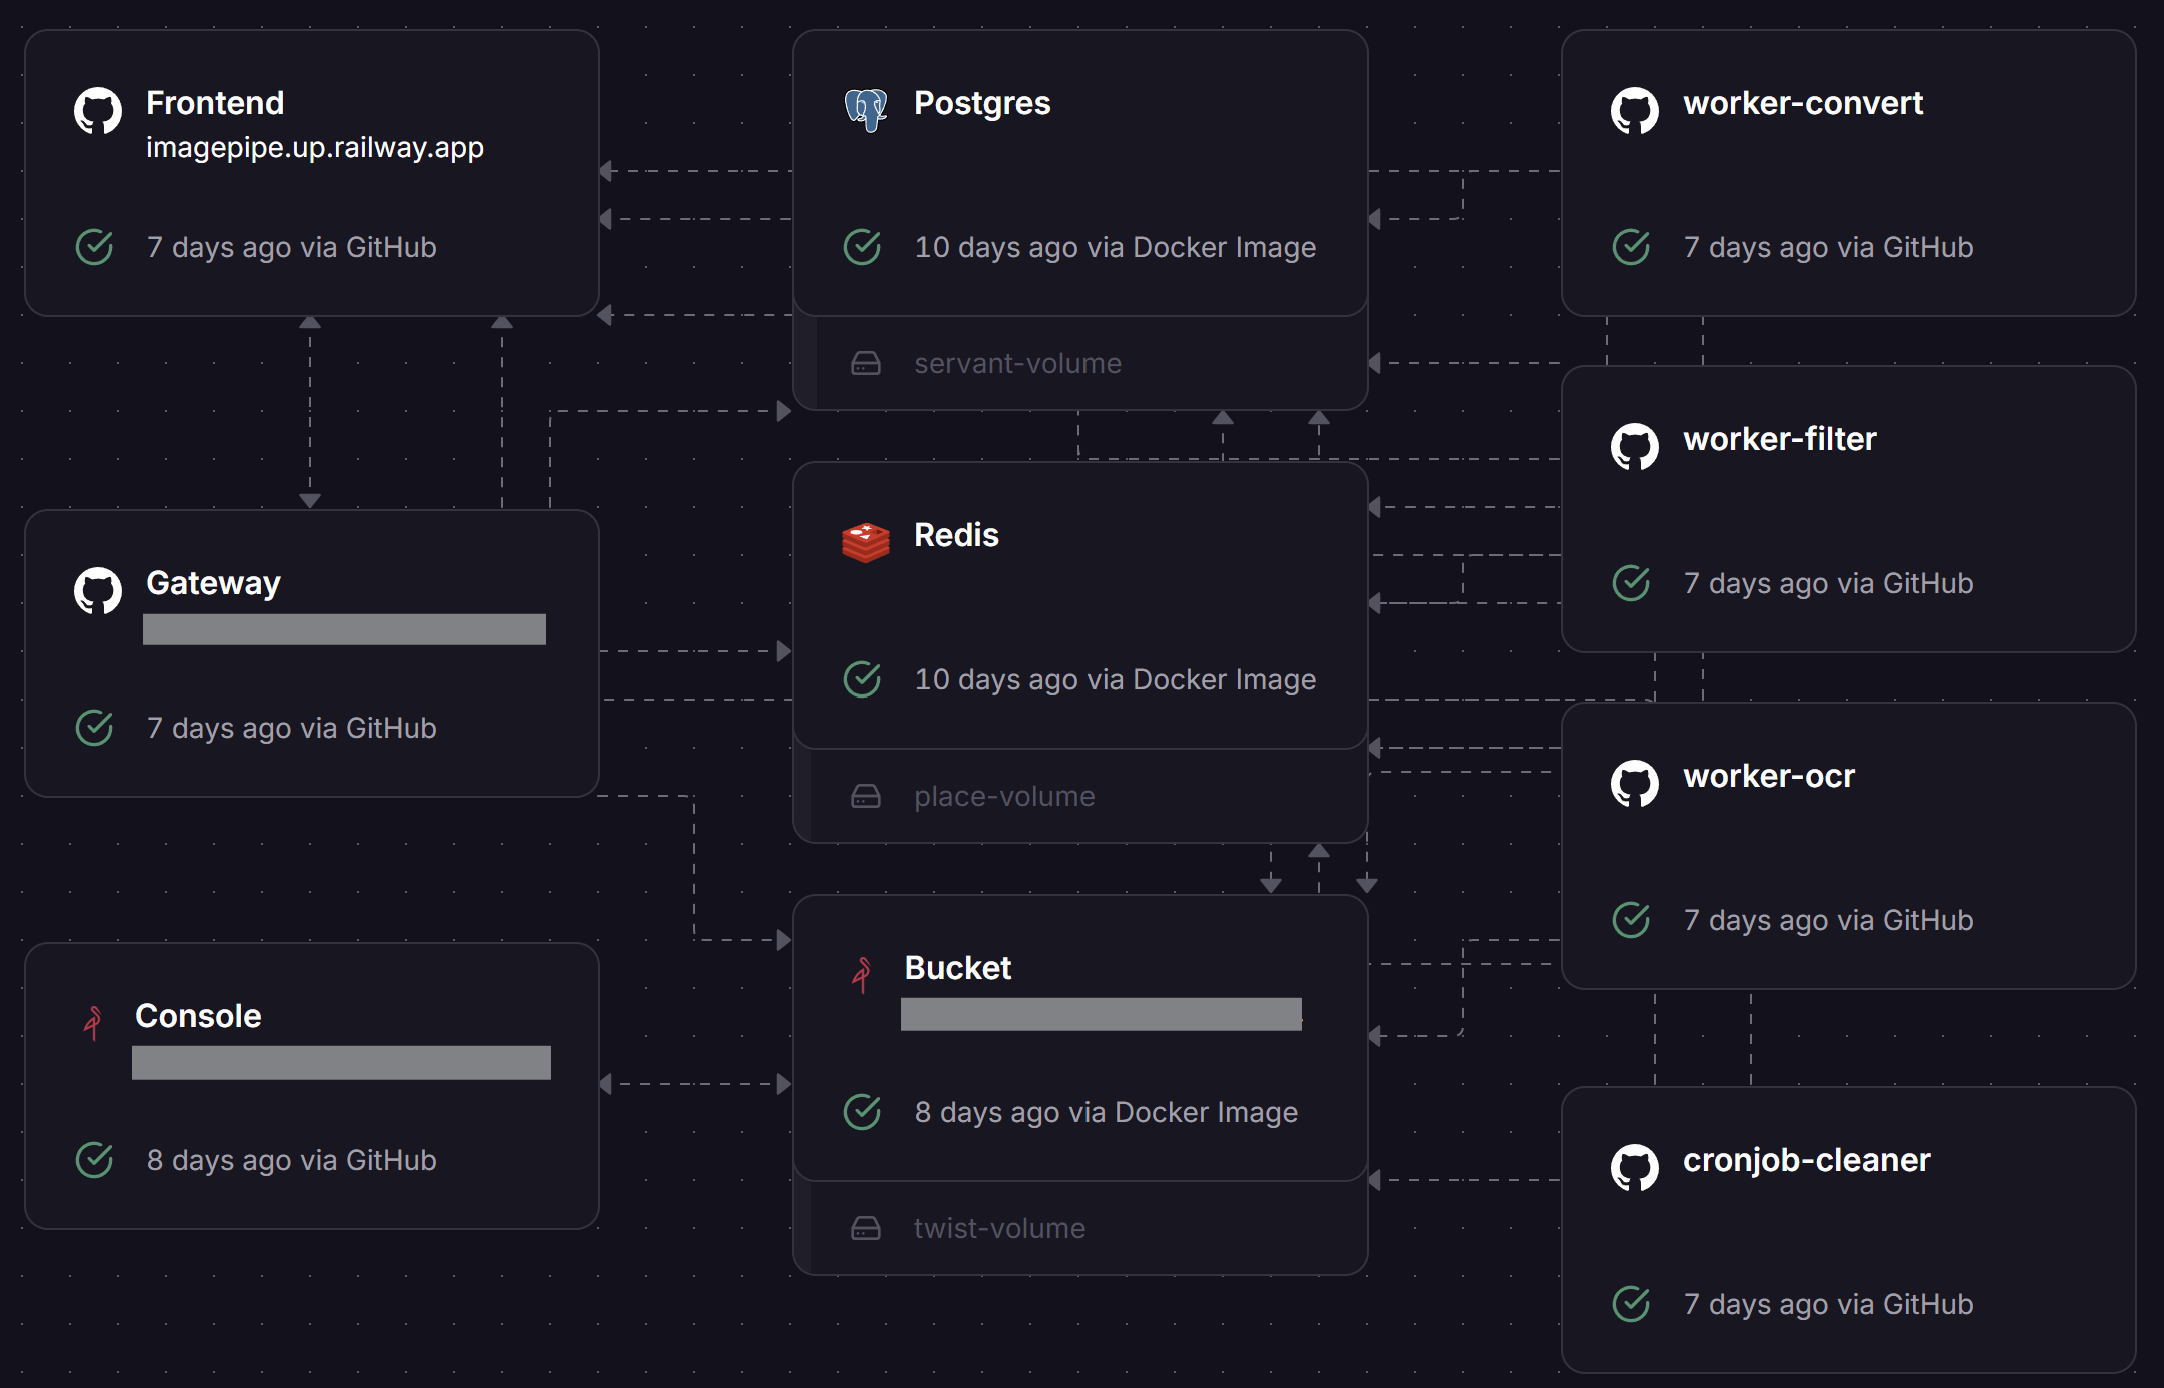 Frontend
imagepipe.up.railway.app
7 days ago via GitHub
Gateway
7 days ago via GitHub
Console
8 days ago via GitHub
Postgres
10 days ago via Docker Image
servant-volume
Redis
10 days ago via Docker Image
place-volume
Bucket
8 days ago via Docker Image
twist-volume
worker-convert
7 days ago via GitHub
worker-filter
7 days ago via GitHub
worker-ocr
7 days ago via GitHub
cronjob-cleaner
7 days ago via GitHub